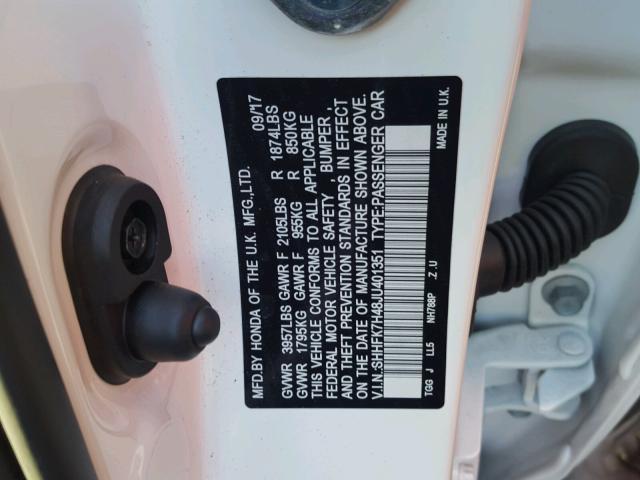 MFD.BY HONDA OF THE U.K. MFG.,LTD. 09/17
GVWR 3957LBS GAWR F 2105LBS R 1874LBS
GVWR 1795KG GAWR F 955KG R 850KG
THIS VEHICLE CONFORMS TO ALL APPLICABLE
FEDERAL MOTOR VEHICLE SAFETY , BUMPER ,
AND THEFT PREVENTION STANDARDS IN EFFECT
ON THE DATE OF MANUFACTURE SHOWN ABOVE.
V.I.N.:SHHFK7H48JU401351 TYPE:PASSENGER CAR
TGG J LL5 NH788P .Z.U MADE IN U.K.